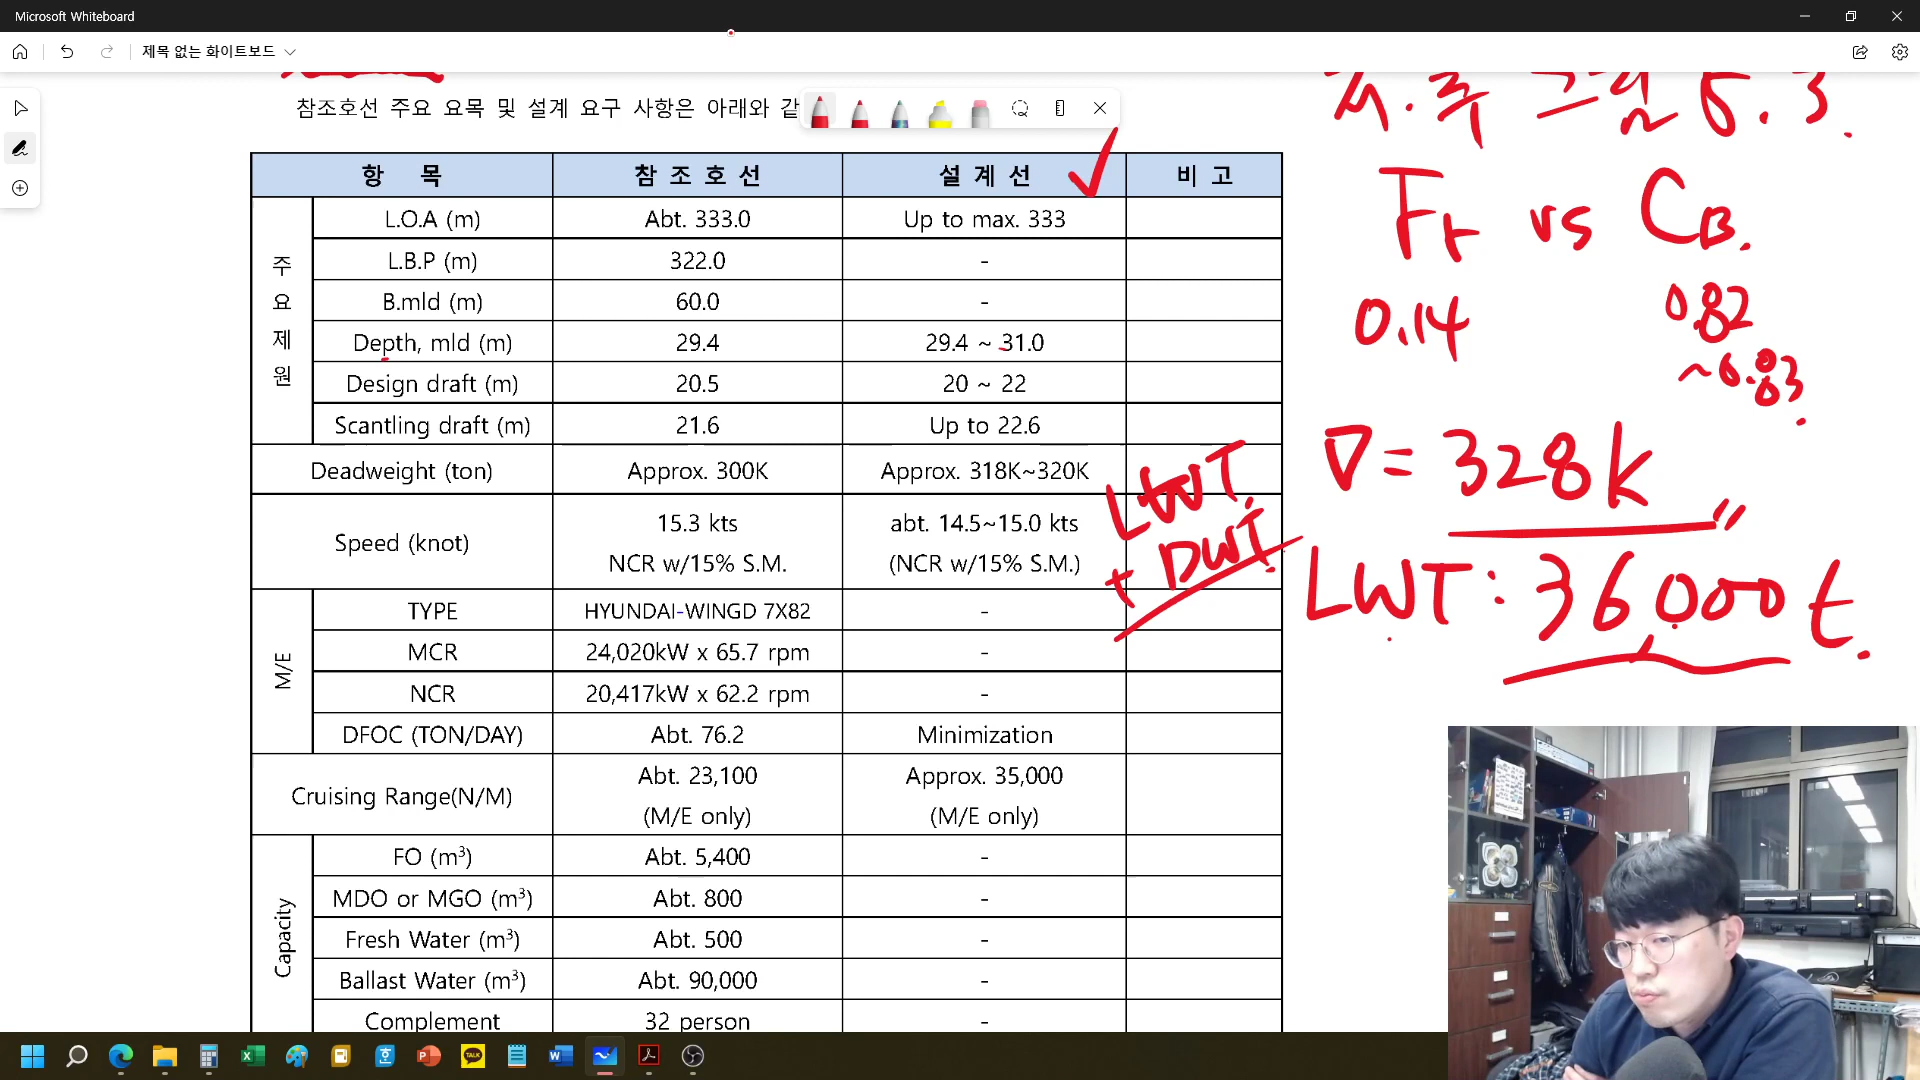 Microsoft Whiteboard
제목 없는 화이트보드
참조호선 주요 요목 및 설계 요구 사항은 아래와 같
항 목 참 조 호 선 설 계 선 비 고
주요제원
L.O.A (m) Abt. 333.0 Up to max. 333
L.B.P (m) 322.0 -
B.mld (m) 60.0 -
Depth, mld (m) 29.4 29.4 ~ 31.0
Design draft (m) 20.5 20 ~ 22
Scantling draft (m) 21.6 Up to 22.6
Deadweight (ton) Approx. 300K Approx. 318K~320K
Speed (knot) 15.3 kts abt. 14.5~15.0 kts
NCR w/15% S.M. (NCR w/15% S.M.)
M/E
TYPE HYUNDAI-WINGD 7X82 -
MCR 24,020kW x 65.7 rpm -
NCR 20,417kW x 62.2 rpm -
DFOC (TON/DAY) Abt. 76.2 Minimization
Cruising Range(N/M) Abt. 23,100 Approx. 35,000
(M/E only) (M/E only)
Capacity
FO (m³) Abt. 5,400 -
MDO or MGO (m³) Abt. 800 -
Fresh Water (m³) Abt. 500 -
Ballast Water (m³) Abt. 90,000 -
Complement 32 person -
LWT
+ DWT
Fr vs CB.
0.14 0.82
~0.83
∇= 328k
LWT: 36,000 t.